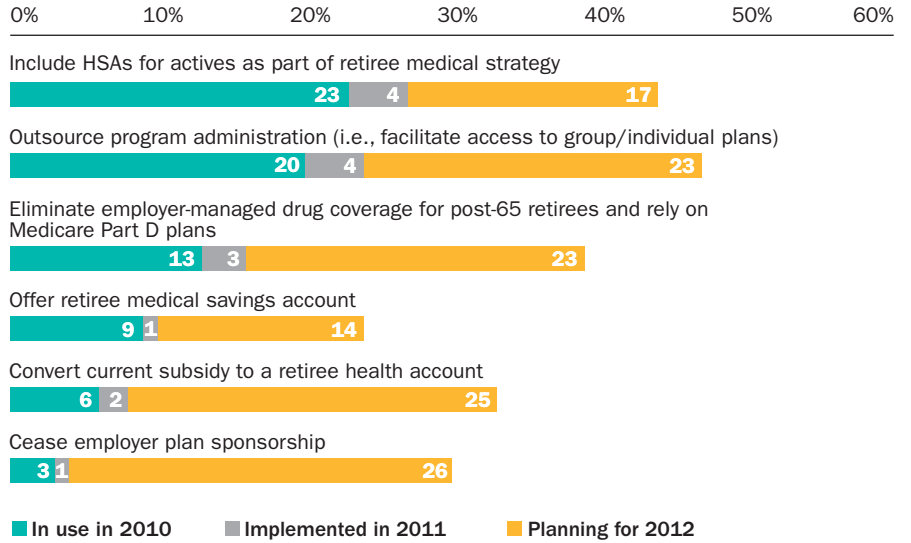 0% 10% 20% 30% 40% 50% 60%
Include HSAs for actives as part of retiree medical strategy
23 4 17
Outsource program administration (i.e., facilitate access to group/individual plans)
20 4 23
Eliminate employer-managed drug coverage for post-65 retirees and rely on
Medicare Part D plans
13 3 23
Offer retiree medical savings account
9 1 14
Convert current subsidy to a retiree health account
6 2 25
Cease employer plan sponsorship
3 1 26
In use in 2010 Implemented in 2011 Planning for 2012